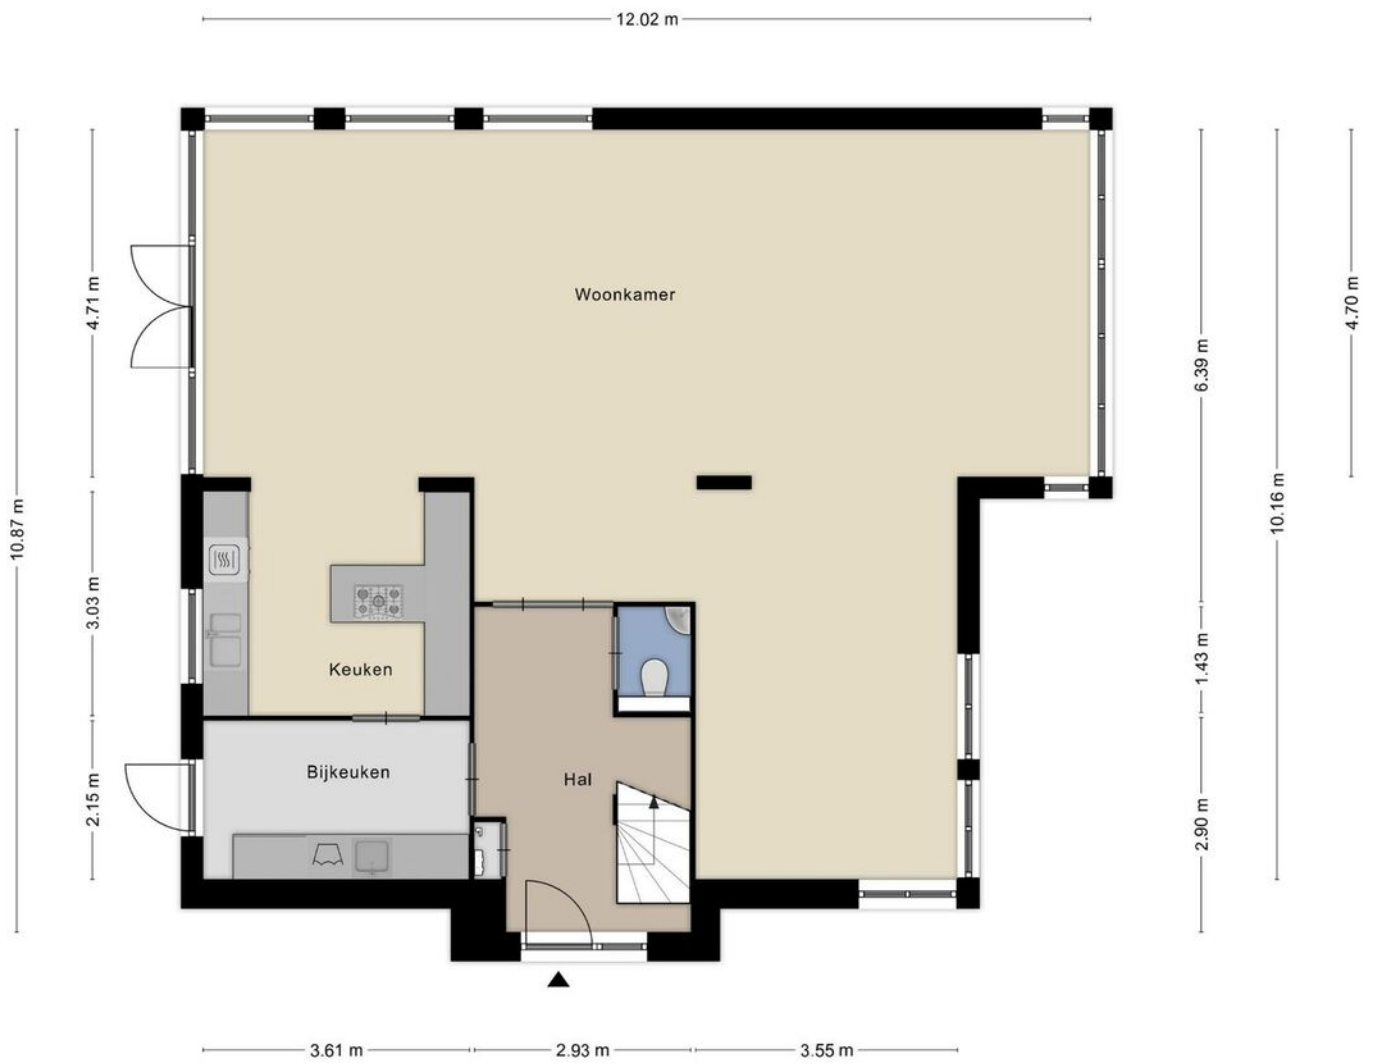 12.02 m
4.71 m
Woonkamer
4.70 m
6.39 m
10.87 m
10.16 m
3.03 m
Keuken
1.43 m
Bijkeuken
Hal
2.15 m
2.90 m
3.61 m
2.93 m
3.55 m